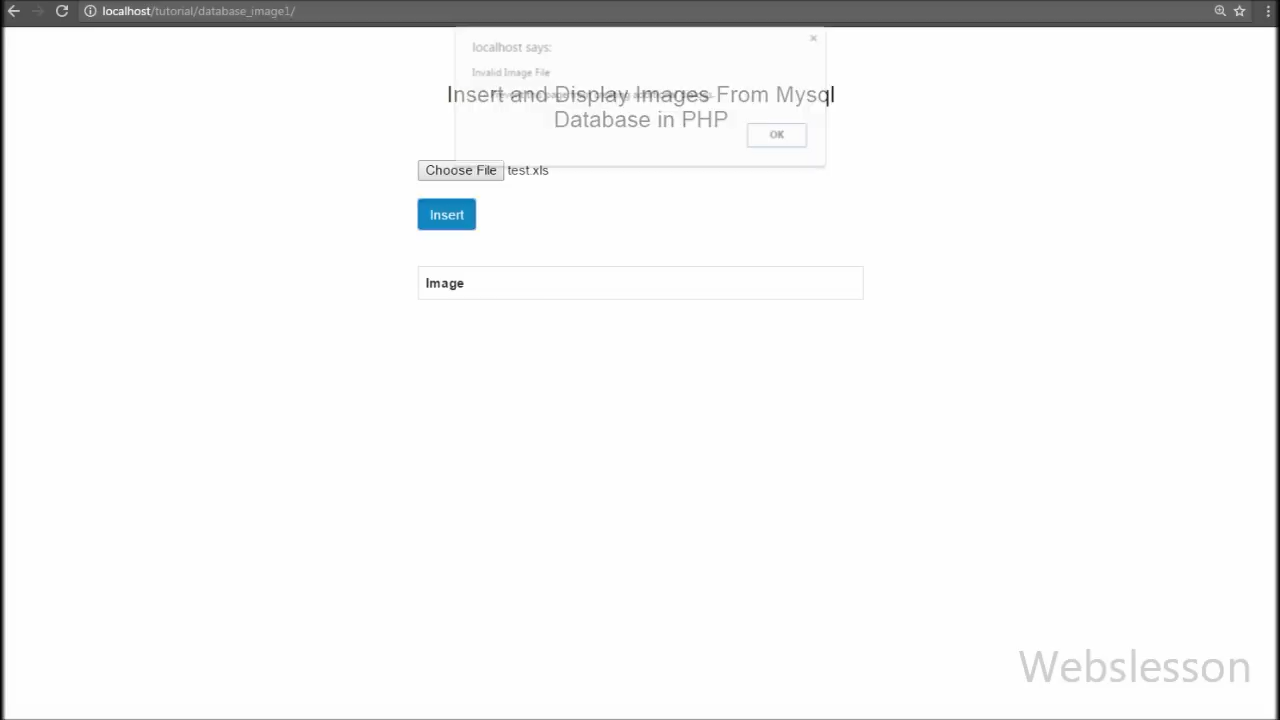 localhost/tutorial/database_image1/
localhost says:
Invalid Image File
Insert and Display Images From Mysql
Database in PHP
OK
Choose File test.xls
Insert
Image
Webslesson